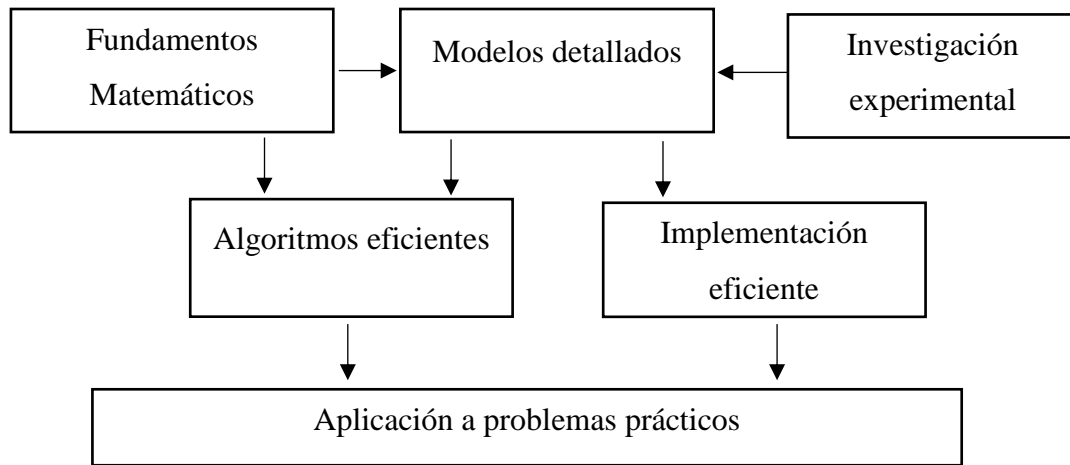 Fundamentos
Matemáticos
Modelos detallados
Investigación
experimental
Algoritmos eficientes
Implementación
eficiente
Aplicación a problemas prácticos